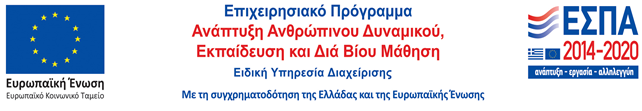 Ευρωπαϊκή Ένωση
Ευρωπαϊκό Κοινωνικό Ταμείο
Επιχειρησιακό Πρόγραμμα
Ανάπτυξη Ανθρώπινου Δυναμικού,
Εκπαίδευση και Διά Βίου Μάθηση
Ειδική Υπηρεσία Διαχείρισης
Με τη συγχρηματοδότηση της Ελλάδας και της Ευρωπαϊκής Ένωσης
ΕΣΠΑ
2014-2020
ανάπτυξη - εργασία - αλληλεγγύη